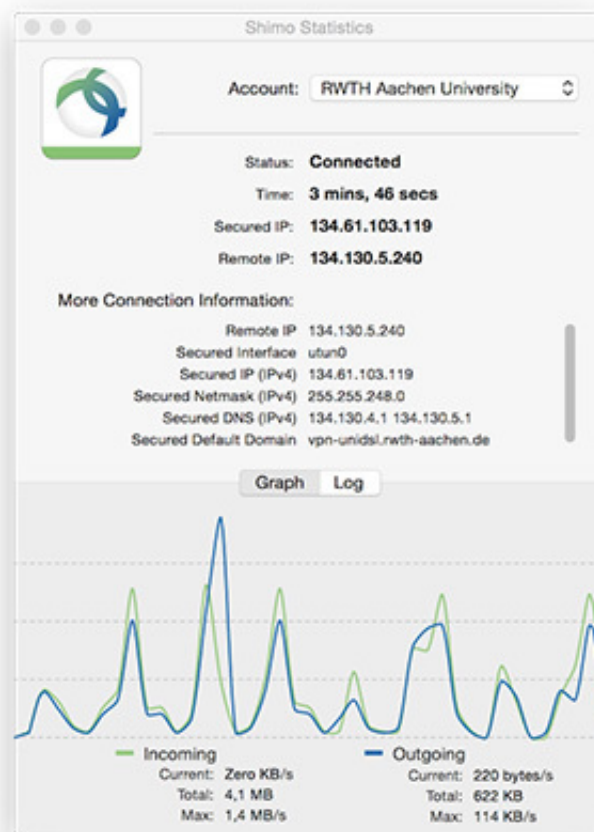 Shimo Statistics
Account: RWTH Aachen University
Status: Connected
Time: 3 mins, 46 secs
Secured IP: 134.61.103.119
Remote IP: 134.130.5.240
More Connection Information:
Remote IP 134.130.5.240
Secured Interface utun0
Secured IP (IPv4) 134.61.103.119
Secured Netmask (IPv4) 255.255.248.0
Secured DNS (IPv4) 134.130.4.1 134.130.5.1
Secured Default Domain vpn-unidsl.rwth-aachen.de
Graph Log
Incoming
Current: Zero KB/s
Total: 4,1 MB
Max: 1,4 MB/s
Outgoing
Current: 220 bytes/s
Total: 622 KB
Max: 114 KB/s